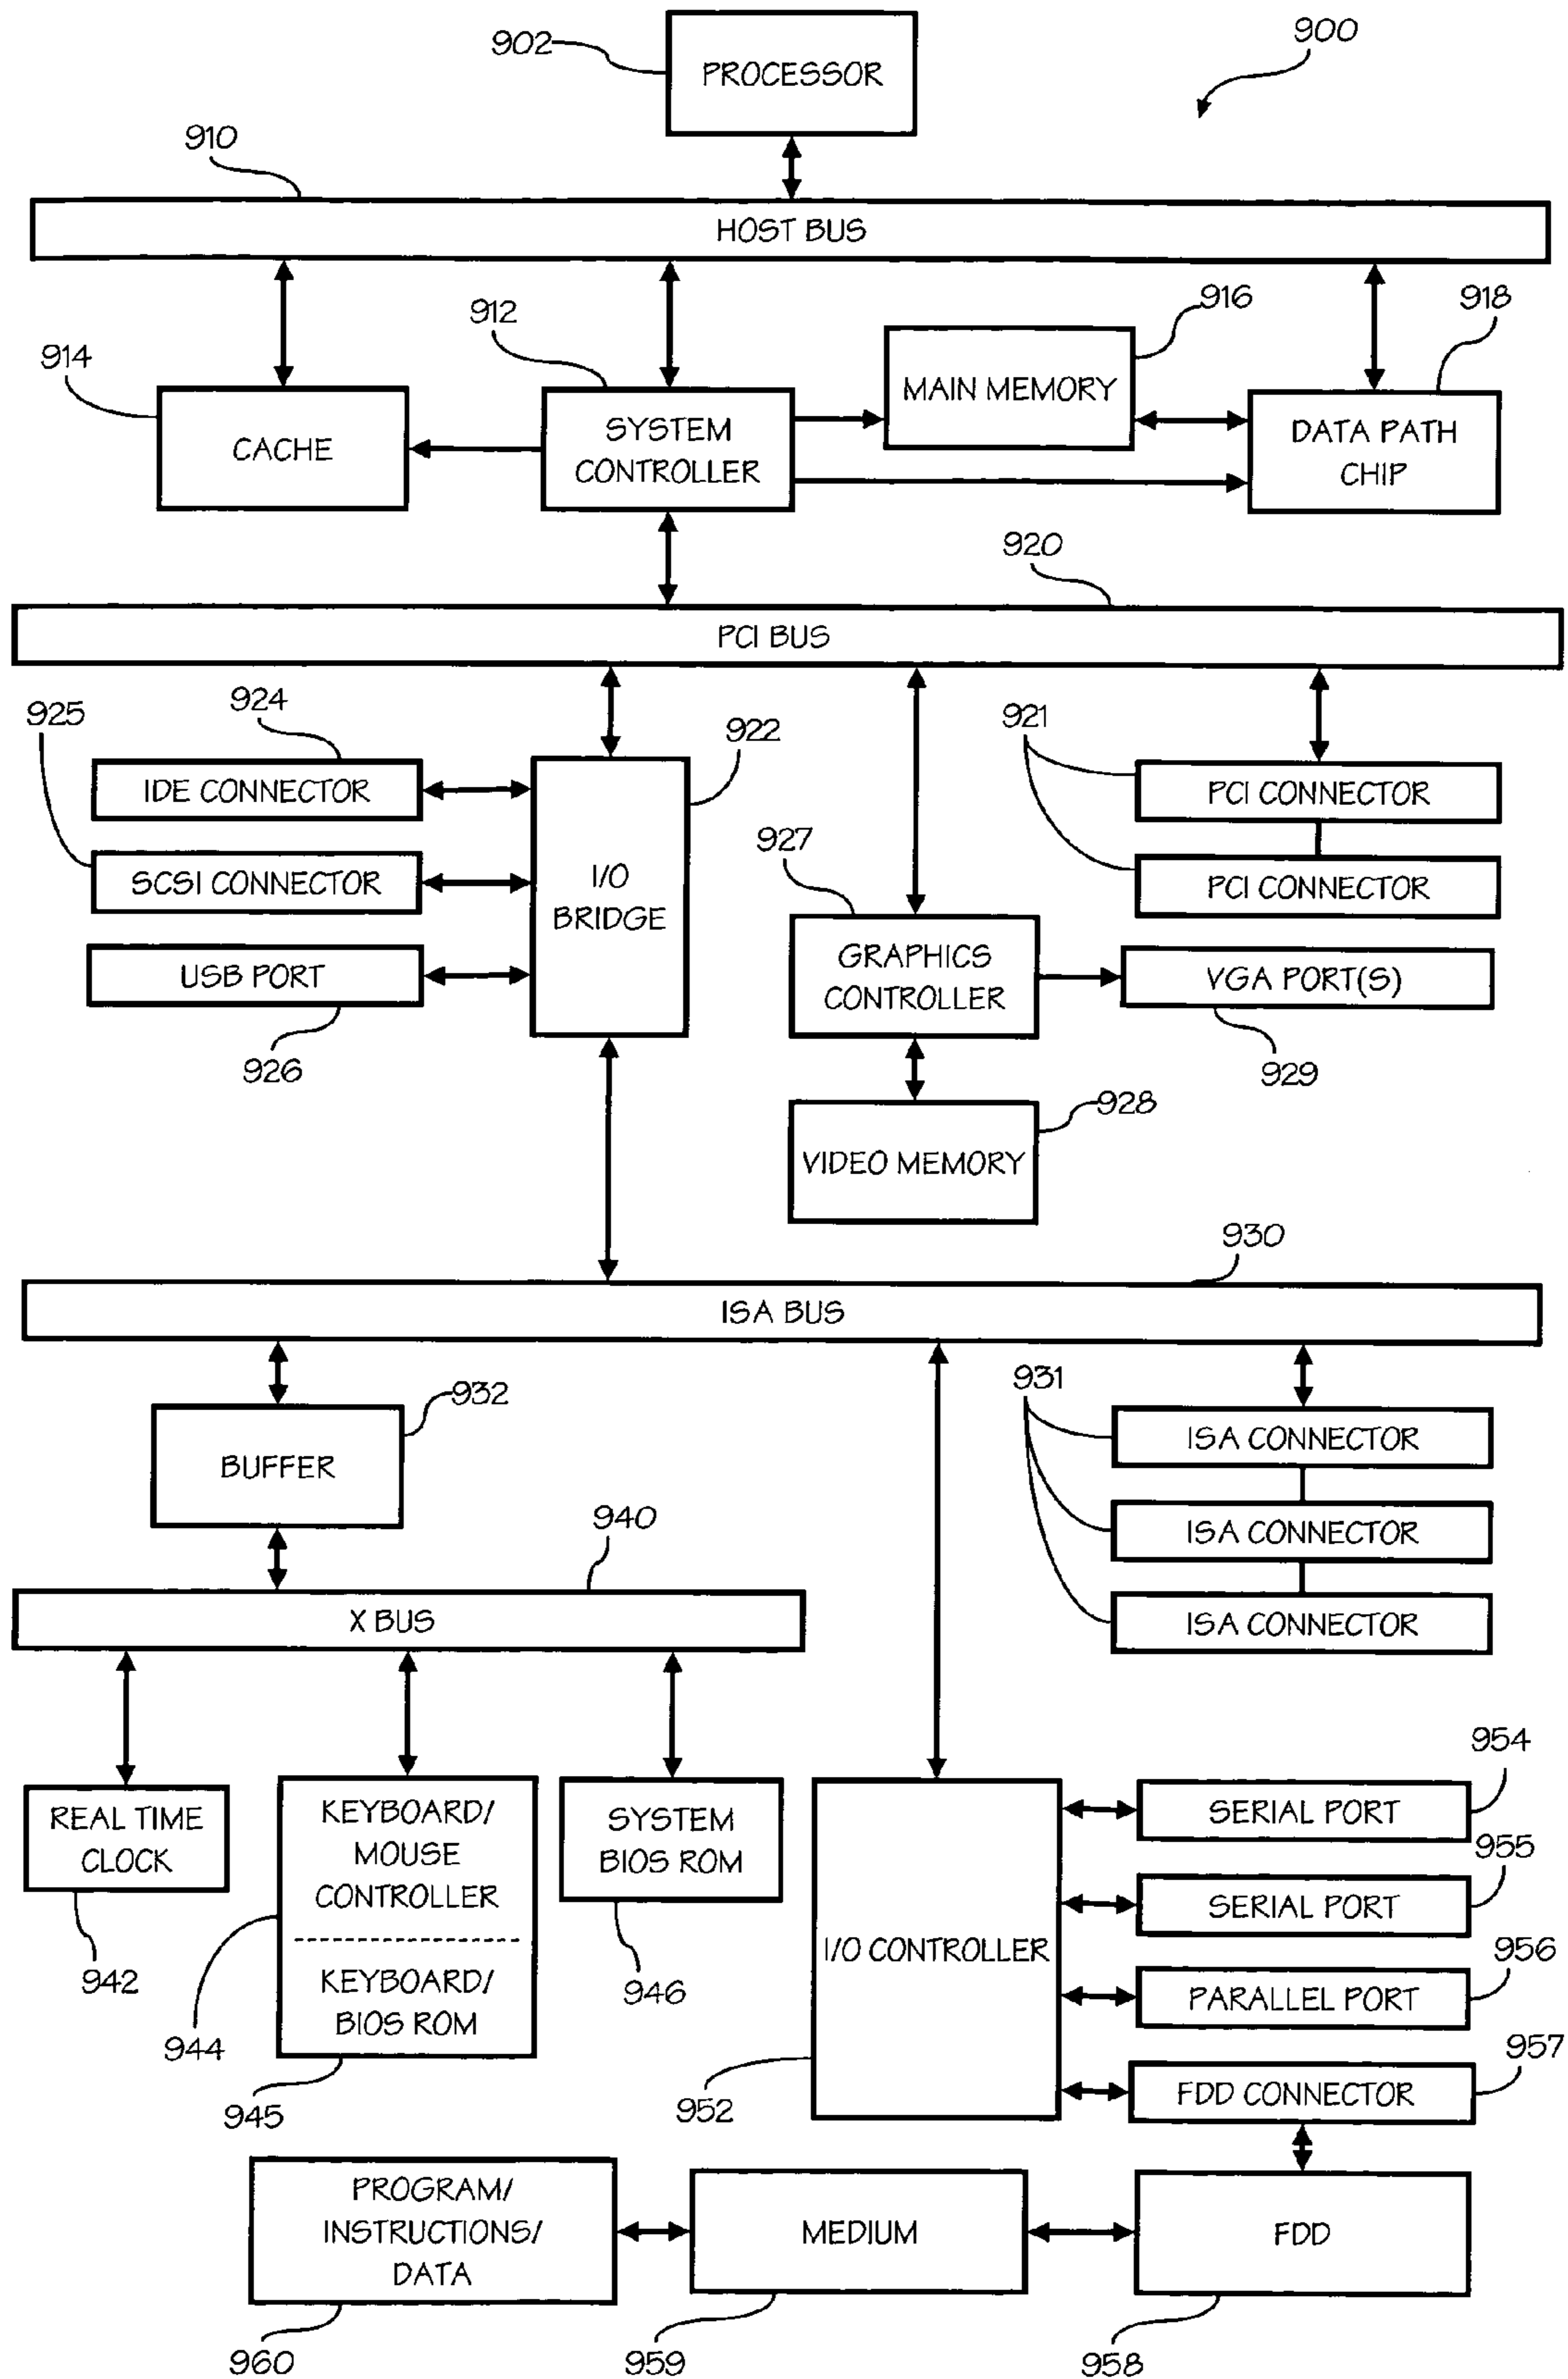 902
PROCESSOR
900
910
HOST BUS
912
916
918
914
MAIN MEMORY
CACHE
SYSTEM
CONTROLLER
DATA PATH
CHIP
920
PCI BUS
925
924
922
921
IDE CONNECTOR
PCI CONNECTOR
SCSI CONNECTOR
I/O
BRIDGE
927
PCI CONNECTOR
USB PORT
GRAPHICS
CONTROLLER
VGA PORT(S)
926
929
928
VIDEO MEMORY
930
ISA BUS
932
931
BUFFER
ISA CONNECTOR
940
ISA CONNECTOR
X BUS
ISA CONNECTOR
954
REAL TIME
CLOCK
KEYBOARD/
MOUSE
CONTROLLER
SYSTEM
BIOS ROM
SERIAL PORT
955
SERIAL PORT
942
KEYBOARD/
BIOS ROM
946
I/O CONTROLLER
956
PARALLEL PORT
944
957
945
952
FDD CONNECTOR
PROGRAM/
INSTRUCTIONS/
DATA
MEDIUM
FDD
960
959
958